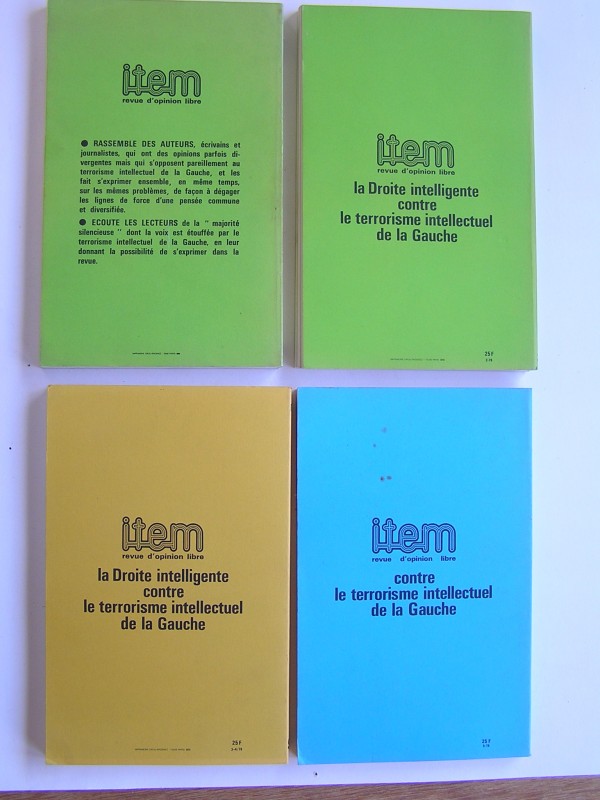 item
revue d'opinion libre
● RASSEMBLE DES AUTEURS, écrivains et
journalistes, qui ont des opinions parfois di-
vergentes mais qui s'opposent pareillement au
terrorisme intellectuel de la Gauche, et les
fait s'exprimer ensemble, en même temps,
sur les mêmes problèmes, de façon à dégager
les lignes de force d'une pensée commune
et diversifiée.
● ECOUTE LES LECTEURS de la " majorité
silencieuse " dont la voix est étouffée par le
terrorisme intellectuel de la Gauche, en leur
donnant la possibilité de s'exprimer dans la
revue.
item
revue d'opinion libre
la Droite intelligente
contre
le terrorisme intellectuel
de la Gauche
25 F
item
revue d'opinion libre
la Droite intelligente
contre
le terrorisme intellectuel
de la Gauche
25 F
item
revue d'opinion libre
contre
le terrorisme intellectuel
de la Gauche
25 F